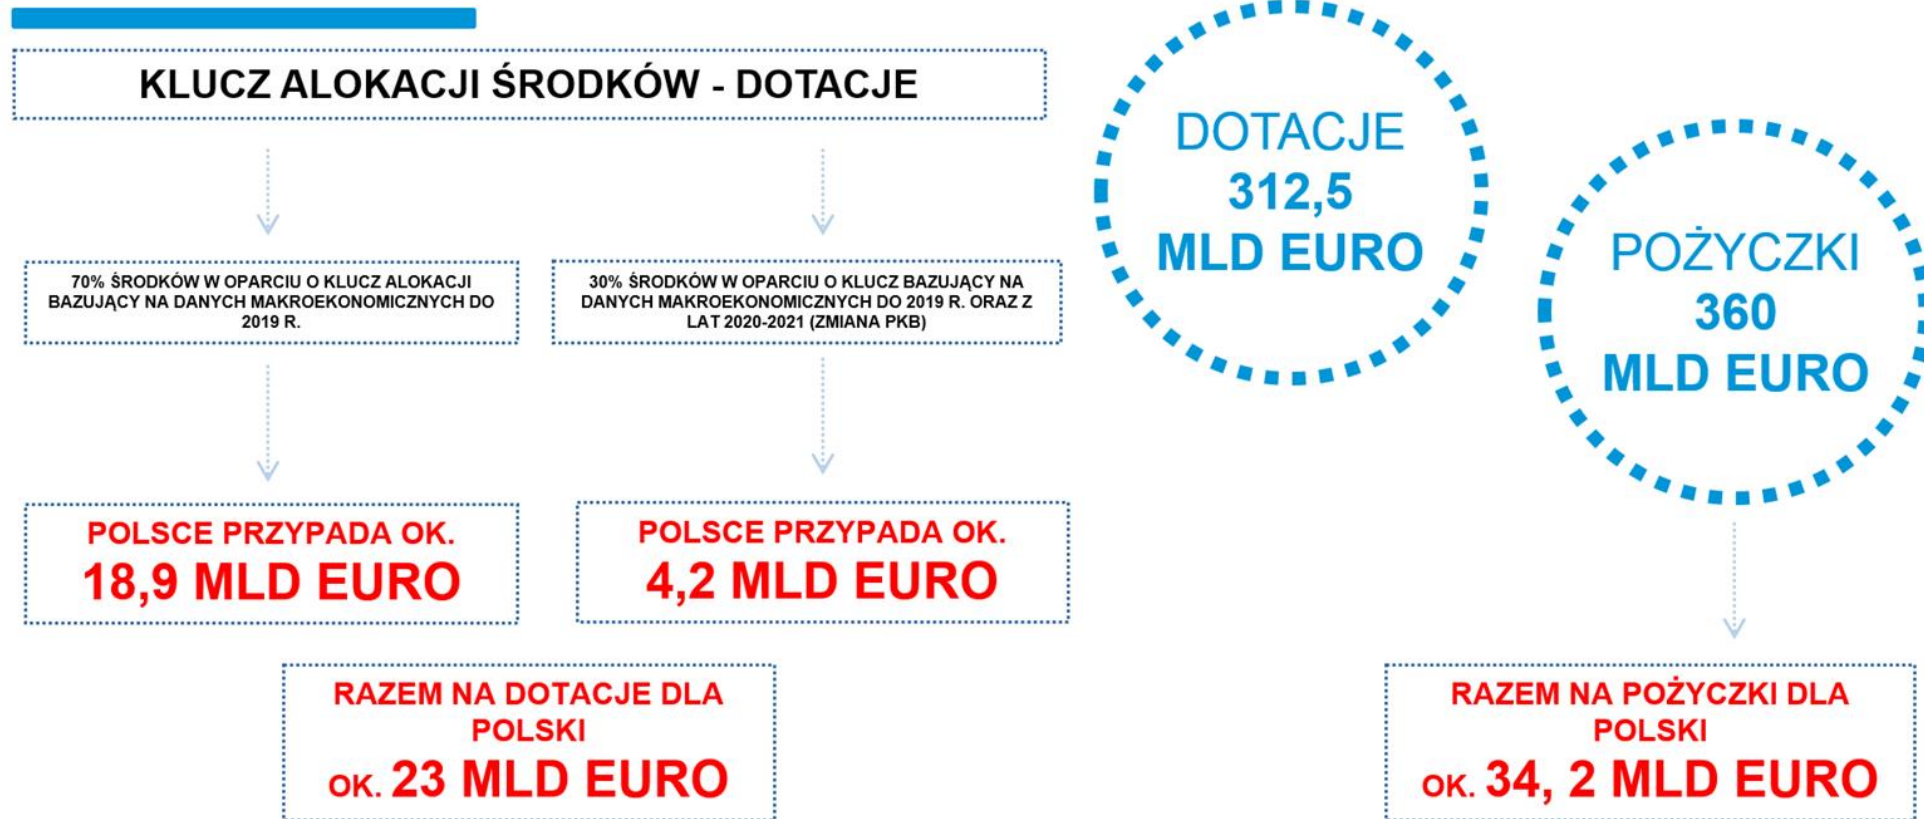 KLUCZ ALOKACJI ŚRODKÓW - DOTACJE
70% ŚRODKÓW W OPARCIU O KLUCZ ALOKACJI
BAZUJĄCY NA DANYCH MAKROEKONOMICZNYCH DO
2019 R.
30% ŚRODKÓW W OPARCIU O KLUCZ BAZUJĄCY NA
DANYCH MAKROEKONOMICZNYCH DO 2019 R. ORAZ Z
LAT 2020-2021 (ZMIANA PKB)
POLSCE PRZYPADA OK.
18,9 MLD EURO
POLSCE PRZYPADA OK.
4,2 MLD EURO
RAZEM NA DOTACJE DLA
POLSKI
OK. 23 MLD EURO
DOTACJE
312,5
MLD EURO
POŻYCZKI
360
MLD EURO
RAZEM NA POŻYCZKI DLA
POLSKI
OK. 34, 2 MLD EURO